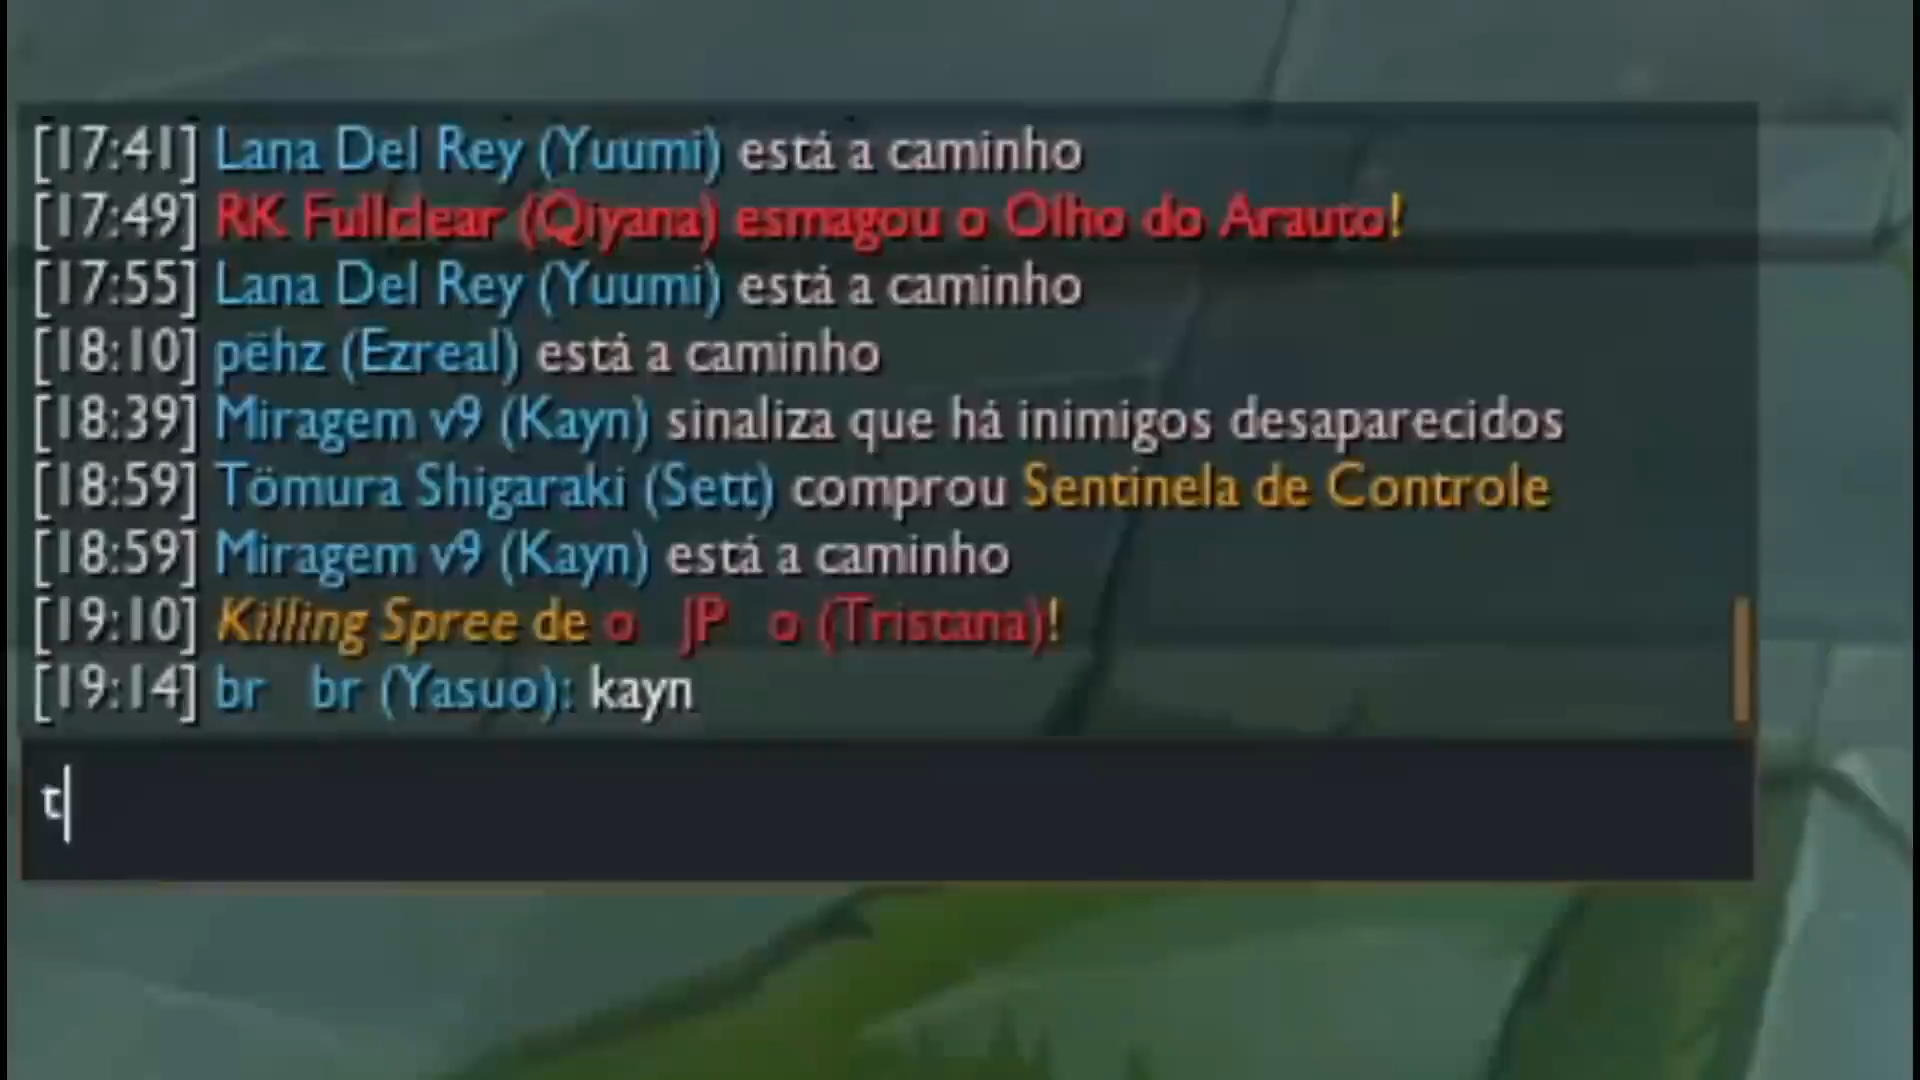 [17:41] Lana Del Rey (Yuumi) está a caminho
[17:49] RK Fullclear (Qiyana) esmagou o Olho do Arauto!
[17:55] Lana Del Rey (Yuumi) está a caminho
[18:10] pëhz (Ezreal) está a caminho
[18:39] Miragem v9 (Kayn) sinaliza que há inimigos desaparecidos
[18:59] Tömura Shigaraki (Sett) comprou Sentinela de Controle
[18:59] Miragem v9 (Kayn) está a caminho
[19:10] Killing Spree de o JP o (Tristana)!
[19:14] br br (Yasuo): kayn
t